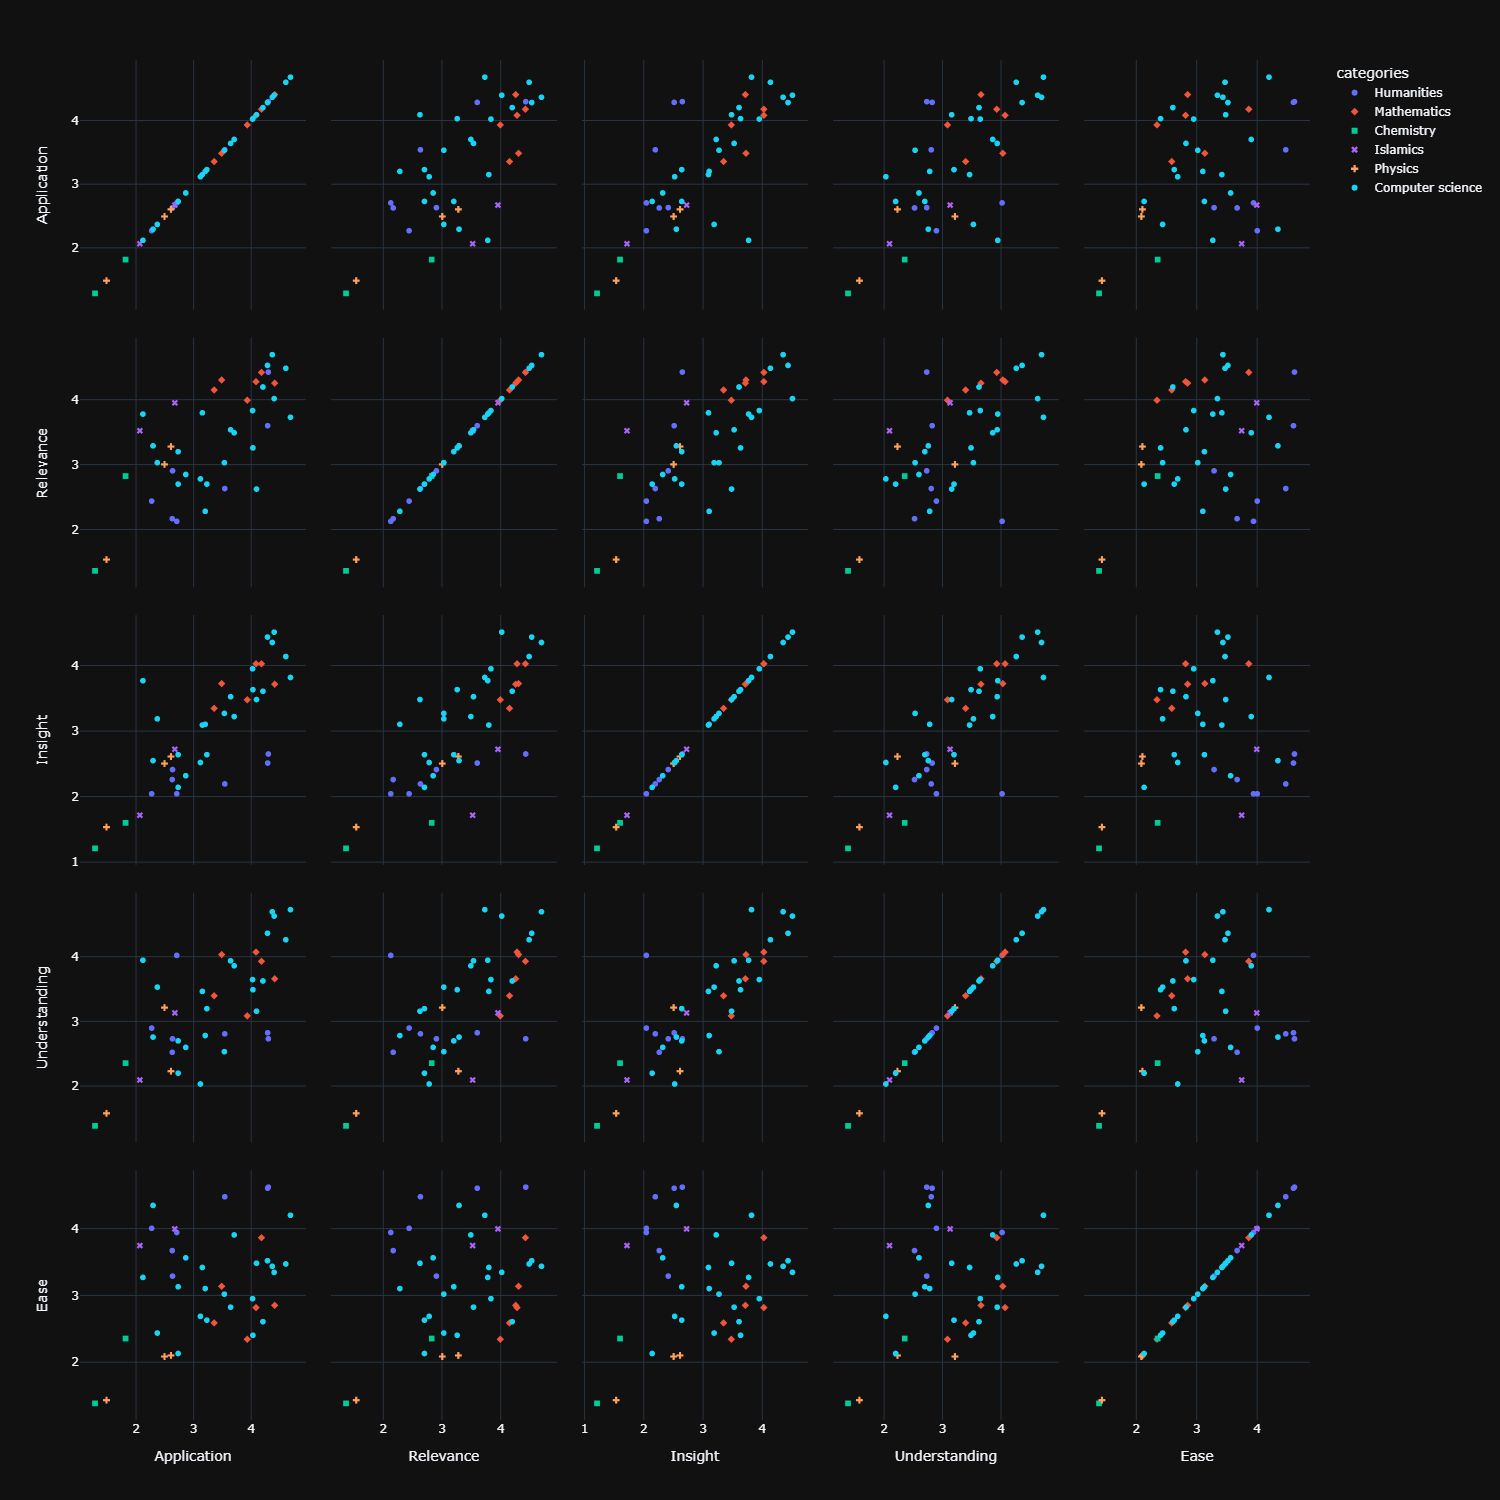 categories
Humanities
Mathematics
Chemistry
Islamics
Physics
Computer science
Application
4
3
2
Relevance
4
3
2
Insight
4
3
2
1
Understanding
4
3
2
Ease
4
3
2
2 3 4 2 3 4 1 2 3 4 2 3 4 2 3 4
Application Relevance Insight Understanding Ease